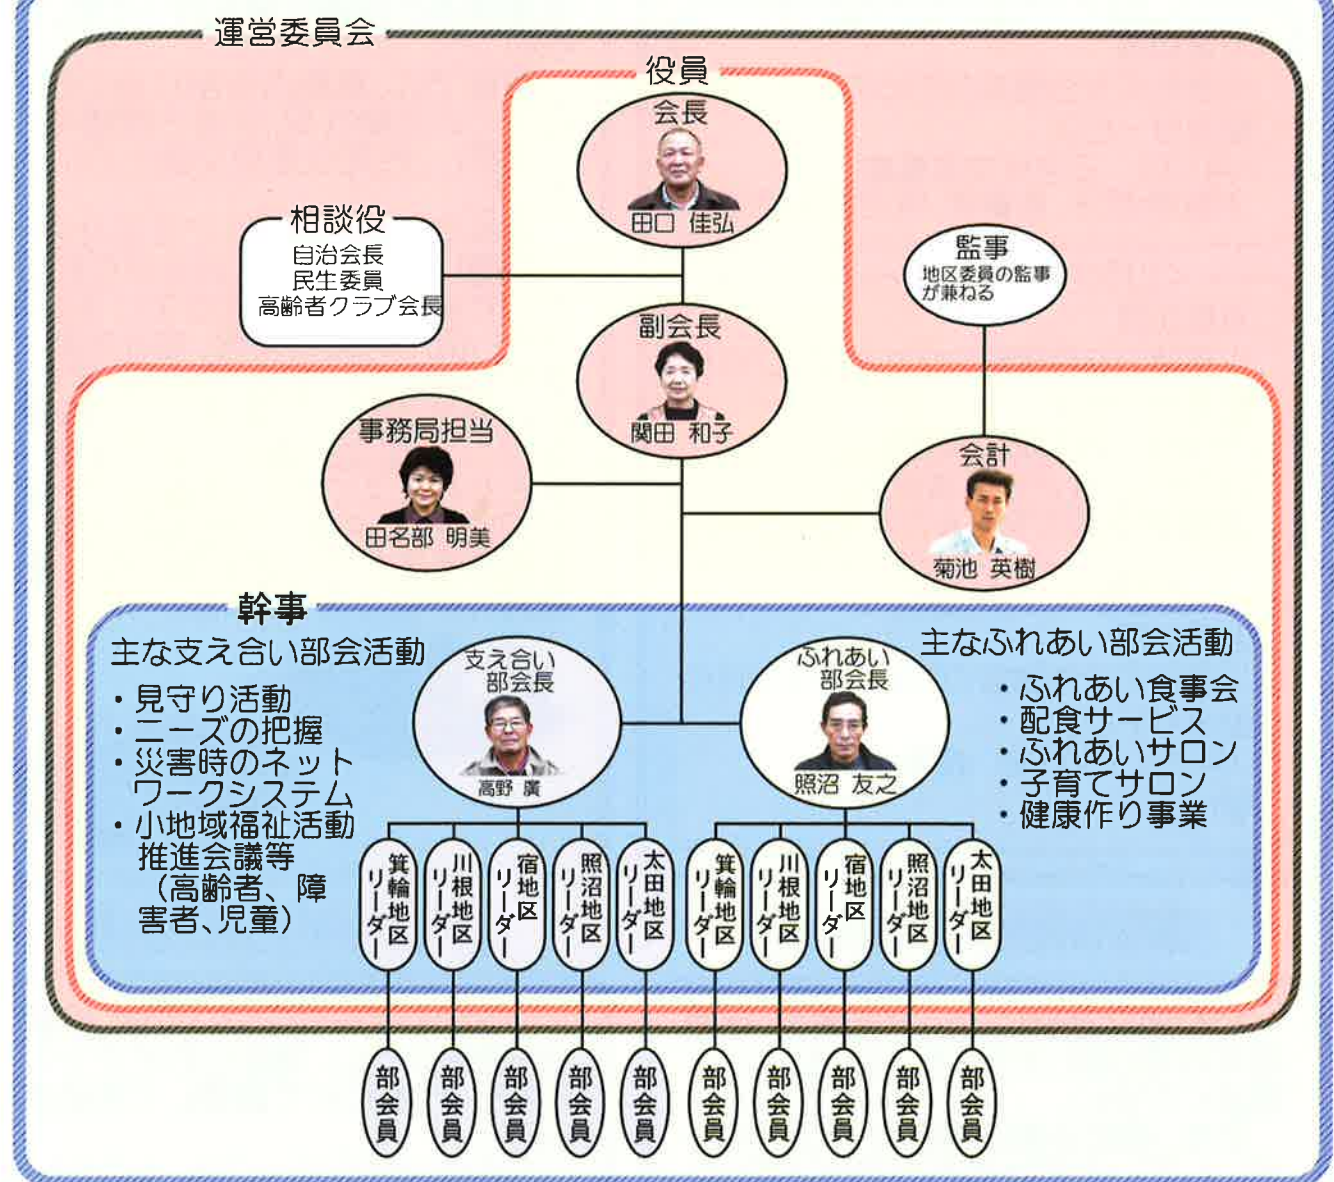 運営委員会
役員
会長
田口 佳弘
相談役
自治会長
民生委員
高齢者クラブ会長
監事
地区委員の監事
が兼ねる
副会長
関田 和子
事務局担当
田名部 明美
会計
菊池 英樹
幹事
主な支え合い部会活動
・見守り活動
・ニーズの把握
・災害時のネット
ワークシステム
・小地域福祉活動
推進会議等
（高齢者、障
害者、児童）
支え合い
部会長
高野 廣
ふれあい
部会長
照沼 友之
主なふれあい部会活動
・ふれあい食事会
・配食サービス
・ふれあいサロン
・子育てサロン
・健康作り事業
箕輪地区
リーダー
川根地区
リーダー
宿地区
リーダー
照沼地区
リーダー
太田地区
リーダー
箕輪地区
リーダー
川根地区
リーダー
宿地区
リーダー
照沼地区
リーダー
太田地区
リーダー
部会員
部会員
部会員
部会員
部会員
部会員
部会員
部会員
部会員
部会員